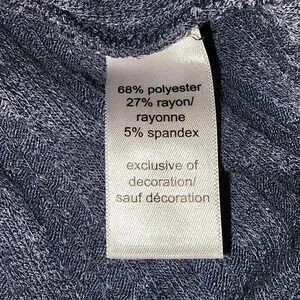 68% polyester
27% rayon/
rayonne
5% spandex
exclusive of
decoration/
sauf décoration